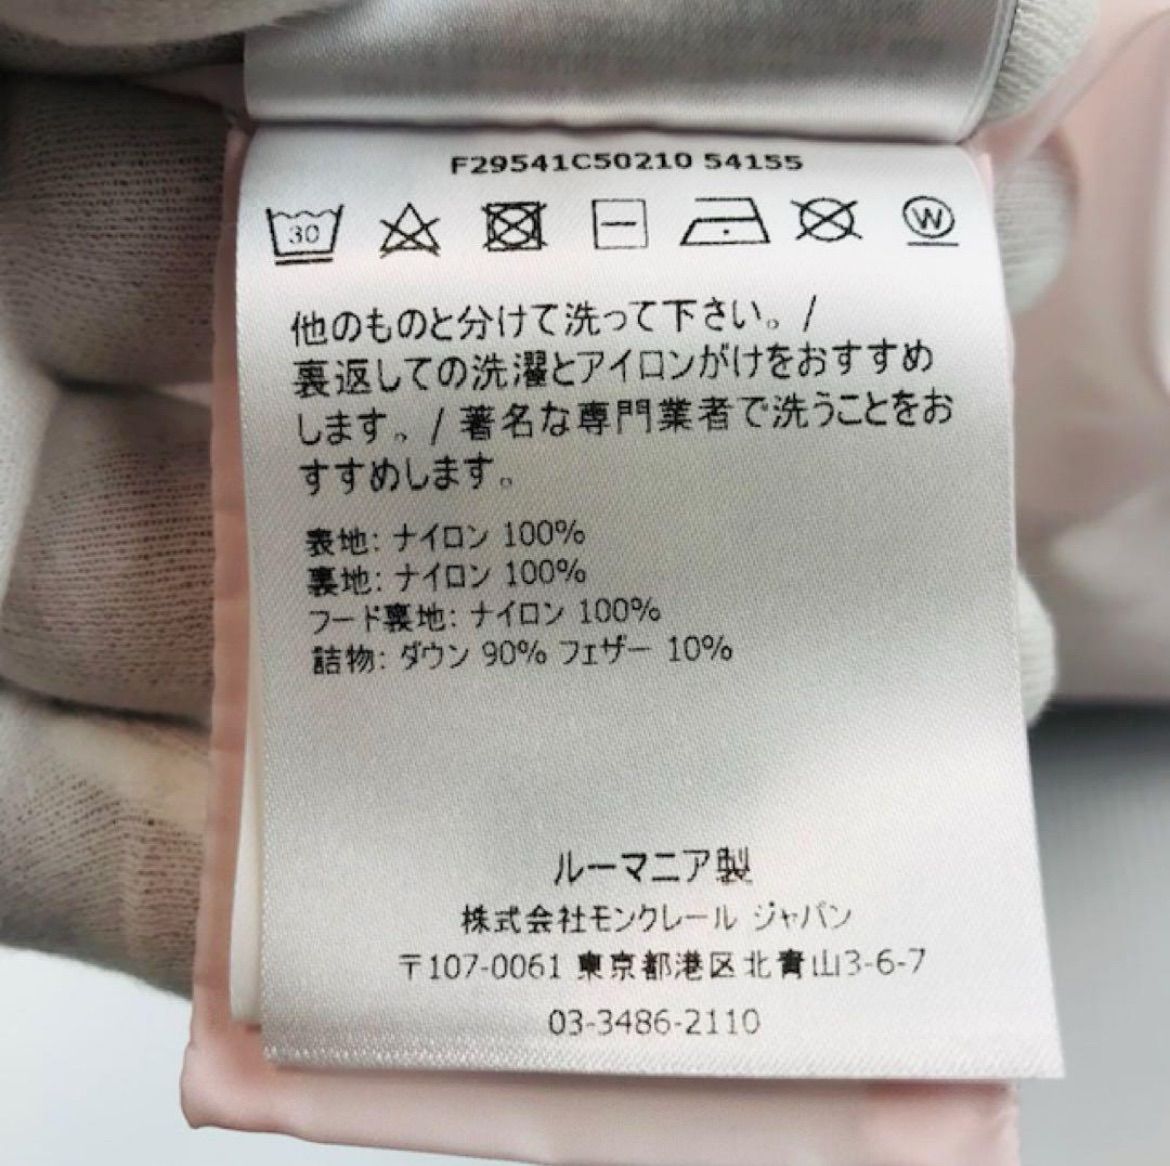 F29541C50210 54155
30
W
他のものと分けて洗って下さい。/
裏返しての洗濯とアイロンがけをおすすめ
します。/ 著名な専門業者で洗うことをお
すすめします。
表地: ナイロン 100%
裏地: ナイロン 100%
フード裏地: ナイロン 100%
詰物: ダウン 90% フェザー 10%
ルーマニア製
株式会社モンクレール ジャパン
〒107-0061 東京都港区北青山3-6-7
03-3486-2110